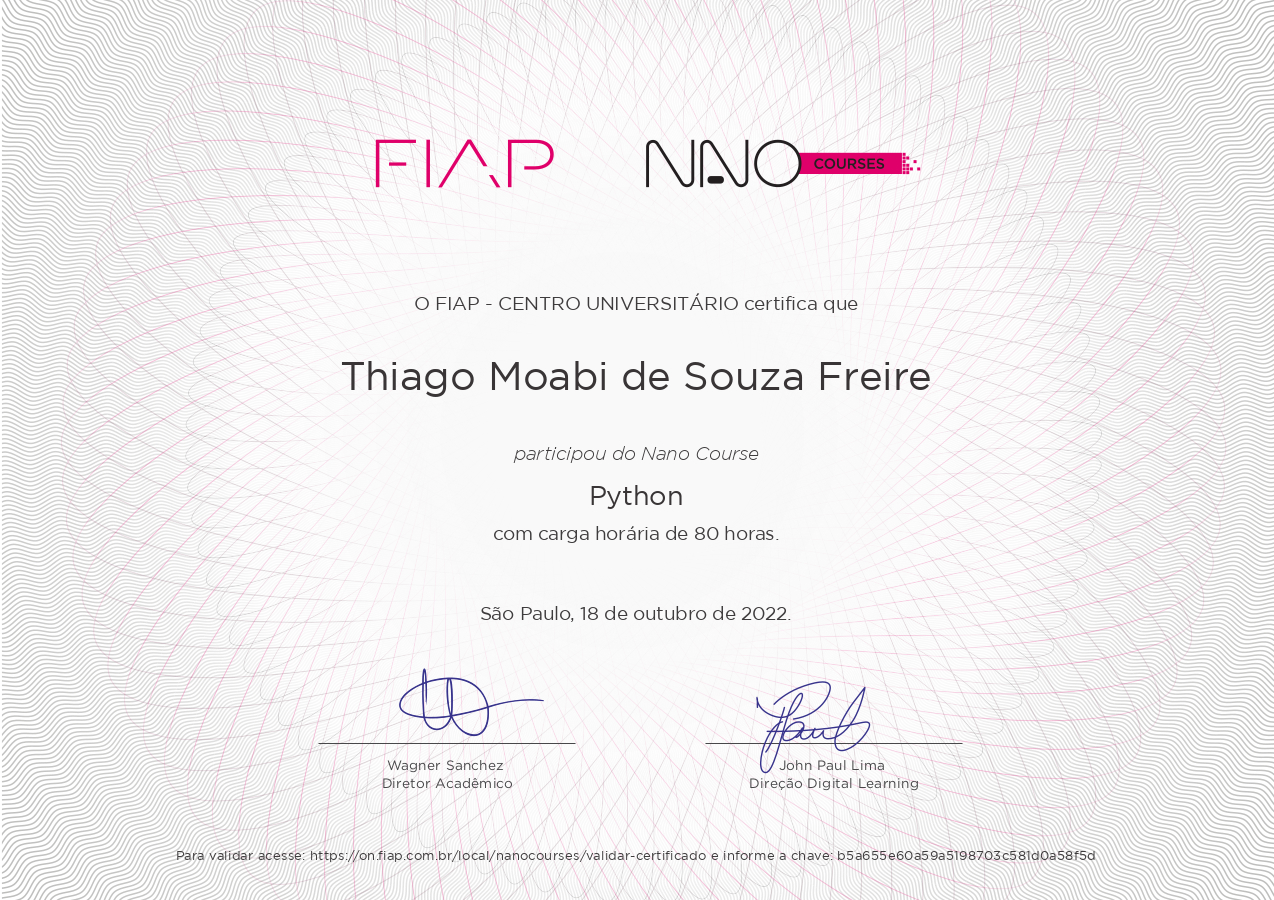 FIAP NANO COURSES
O FIAP - CENTRO UNIVERSITÁRIO certifica que
Thiago Moabi de Souza Freire
participou do Nano Course
Python
com carga horária de 80 horas.
São Paulo, 18 de outubro de 2022.
Wagner Sanchez
Diretor Acadêmico
John Paul Lima
Direção Digital Learning
Para validar acesse: https://on.fiap.com.br/local/nanocourses/validar-certificado e informe a chave: b5a655e60a59a5198703c581d0a58f5d